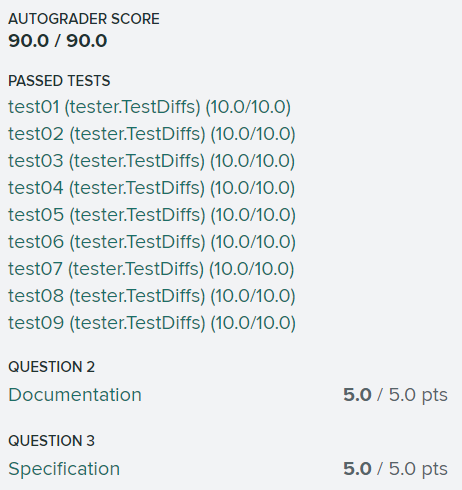 AUTOGRADER SCORE
90.0 / 90.0
PASSED TESTS
test01 (tester.TestDiffs) (10.0/10.0)
test02 (tester.TestDiffs) (10.0/10.0)
test03 (tester.TestDiffs) (10.0/10.0)
test04 (tester.TestDiffs) (10.0/10.0)
test05 (tester.TestDiffs) (10.0/10.0)
test06 (tester.TestDiffs) (10.0/10.0)
test07 (tester.TestDiffs) (10.0/10.0)
test08 (tester.TestDiffs) (10.0/10.0)
test09 (tester.TestDiffs) (10.0/10.0)
QUESTION 2
Documentation 5.0 / 5.0 pts
QUESTION 3
Specification 5.0 / 5.0 pts